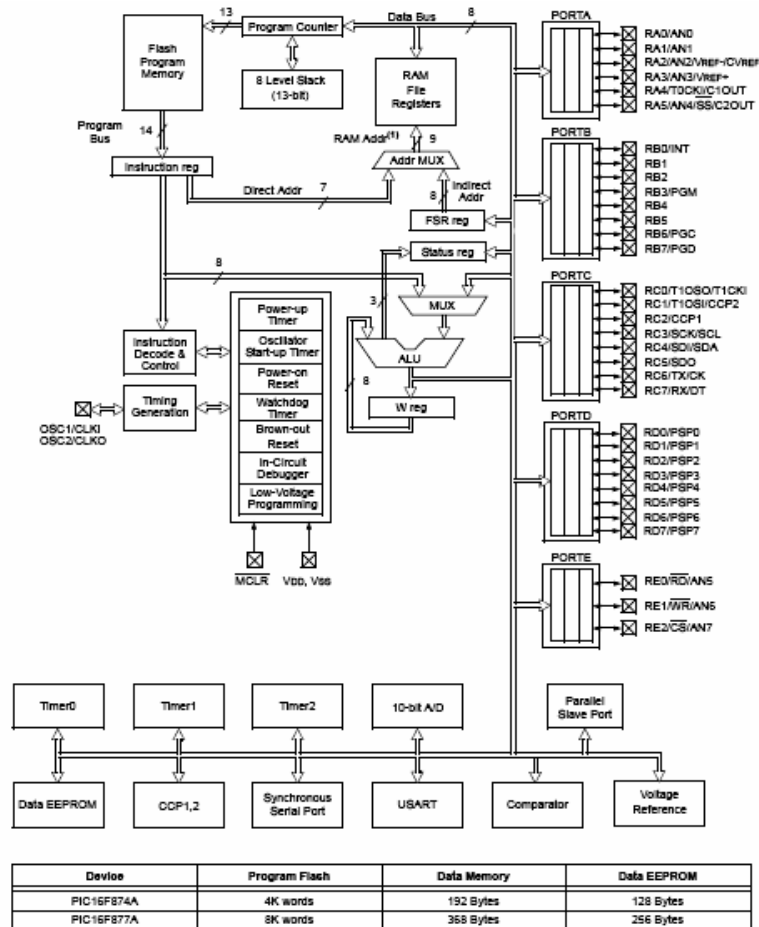 13
Program Counter
Data Bus
8
PORTA
RA0/AN0
RA1/AN1
RA2/AN2/VREF-/CVREF
RA3/AN3/VREF+
RA4/T0CKI/C1OUT
RA5/AN4/SS/C2OUT
Flash
Program
Memory
8 Level Stack
(13-bit)
RAM
File
Registers
Program
Bus
14
RAM Addr(1)
9
PORTB
RB0/INT
RB1
RB2
RB3/PGM
RB4
RB5
RB6/PGC
RB7/PGD
Instruction reg
Addr MUX
Direct Addr
7
8
Indirect
Addr
FSR reg
Status reg
8
3
MUX
PORTC
RC0/T1OSO/T1CKI
RC1/T1OSI/CCP2
RC2/CCP1
RC3/SCK/SCL
RC4/SDI/SDA
RC5/SDO
RC6/TX/CK
RC7/RX/DT
Instruction
Decode &
Control
Timing
Generation
OSC1/CLKI
OSC2/CLKO
Power-up
Timer
Oscillator
Start-up Timer
Power-on
Reset
Watchdog
Timer
Brown-out
Reset
In-Circuit
Debugger
Low-Voltage
Programming
ALU
8
W reg
MCLR
VDD, VSS
PORTD
RD0/PSP0
RD1/PSP1
RD2/PSP2
RD3/PSP3
RD4/PSP4
RD5/PSP5
RD6/PSP6
RD7/PSP7
PORTE
RE0/RD/AN5
RE1/WR/AN6
RE2/CS/AN7
Timer0
Timer1
Timer2
10-bit A/D
Parallel
Slave Port
Data EEPROM
CCP1,2
Synchronous
Serial Port
USART
Comparator
Voltage
Reference
Device Program Flash Data Memory Data EEPROM
PIC16F874A 4K words 192 Bytes 128 Bytes
PIC16F877A 8K words 368 Bytes 256 Bytes